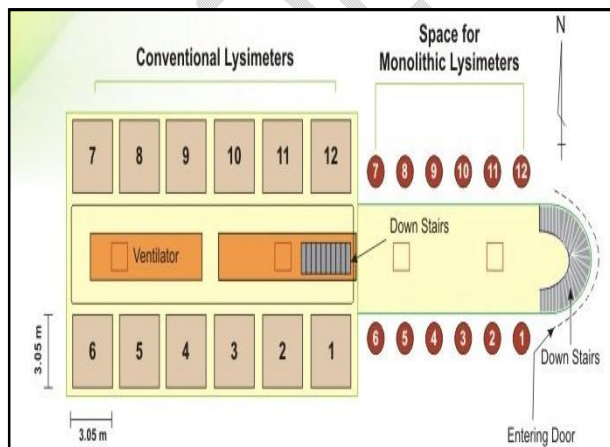 Conventional Lysimeters
Space for
Monolithic Lysimeters
N
7 8 9 10 11 12
7 8 9 10 11 12
Down Stairs
Ventilator
6 5 4 3 2 1
6 5 4 3 2 1
3.05 m
3.05 m
Down Stairs
Entering Door